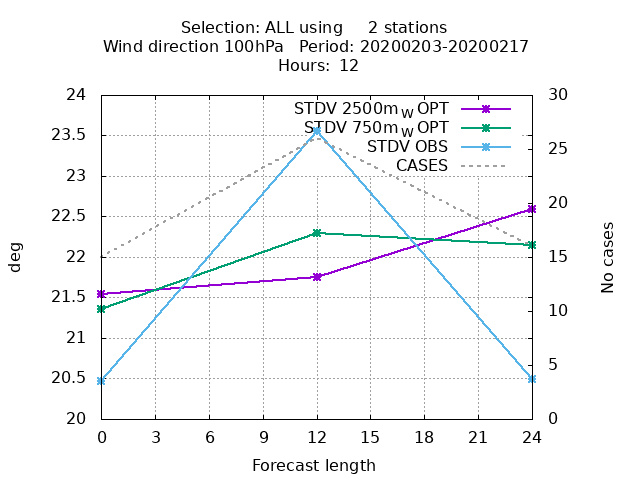 Selection: ALL using     2 stations
Wind direction 100hPa   Period: 20200203-20200217
Hours: 12
24
23.5
23
22.5
22
21.5
21
20.5
20
deg
STDV 2500m_W OPT
STDV 750m_W OPT
STDV OBS
CASES
30
25
20
15
10
5
0
No cases
0 3 6 9 12 15 18 21 24
Forecast length